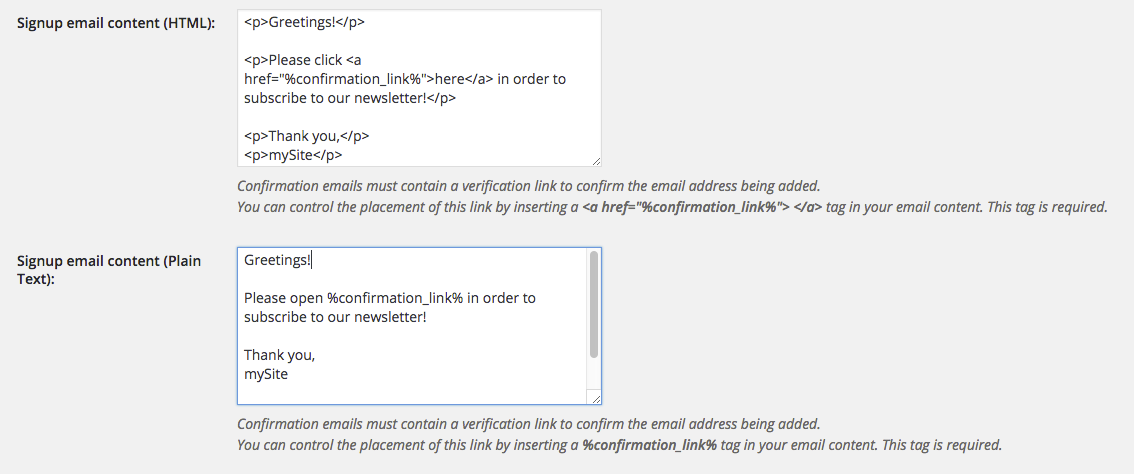 Signup email content (HTML):
<p>Greetings!</p>
<p>Please click <a
href="%confirmation_link%">here</a> in order to
subscribe to our newsletter!</p>
<p>Thank you,</p>
<p>mySite</p>
Confirmation emails must contain a verification link to confirm the email address being added.
You can control the placement of this link by inserting a <a href="%confirmation_link%"> </a> tag in your email content. This tag is required.
Signup email content (Plain
Text):
Greetings!
Please open %confirmation_link% in order to
subscribe to our newsletter!
Thank you,
mySite
Confirmation emails must contain a verification link to confirm the email address being added.
You can control the placement of this link by inserting a %confirmation_link% tag in your email content. This tag is required.